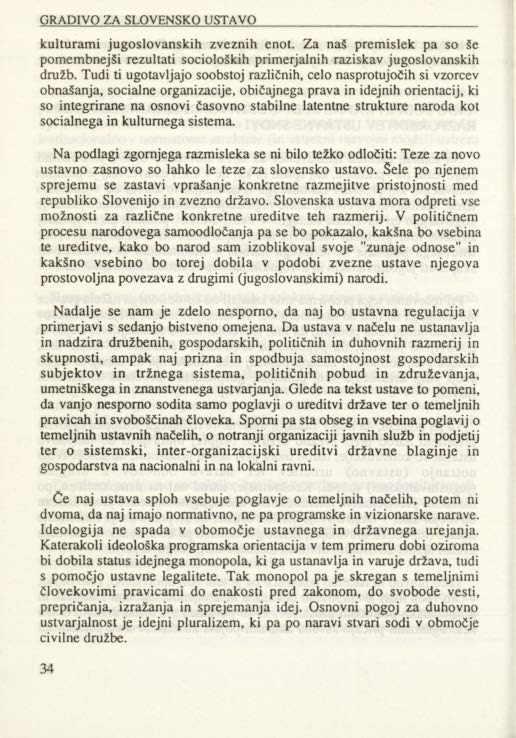 GRADIVO ZA SLOVENSKO USTAVO
kulturami jugoslovanskih zveznih enot. Za naš premislek pa so še
pomembnejši rezultati socioloških primerjalnih raziskav jugoslovanskih
družb. Tudi ti ugotavljajo soobstoj različnih, celo nasprotujočih si vzorcev
obnašanja, socialne organizacije, običajnega prava in idejnih orientacij, ki
so integrirane na osnovi časovno stabilne latentne strukture naroda kot
socialnega in kulturnega sistema.
Na podlagi zgornjega razmisleka se ni bilo težko odločiti: Teze za novo
ustavno zasnovo so lahko le teze za slovensko ustavo. Šele po njenem
sprejemu se zastavi vprašanje konkretne razmejitve pristojnosti med
republiko Slovenijo in zvezno državo. Slovenska ustava mora odpreti vse
možnosti za različne konkretne ureditve teh razmerij. V političnem
procesu narodovega samoodločanja pa se bo pokazalo, kakšna bo vsebina
te ureditve, kako bo narod sam izoblikoval svoje "zunaje odnose" in
kakšno vsebino bo torej dobila v podobi zvezne ustave njegova
prostovoljna povezava z drugimi (jugoslovanskimi) narodi.
Nadalje se nam je zdelo nesporno, da naj bo ustavna regulacija v
primerjavi s sedanjo bistveno omejena. Da ustava v načelu ne ustanavlja
in nadzira družbenih, gospodarskih, političnih in duhovnih razmerij in
skupnosti, ampak naj prizna in spodbuja samostojnost gospodarskih
subjektov in tržnega sistema, političnih pobud in združevanja,
umetniškega in znanstvenega ustvarjanja. Glede na tekst ustave to pomeni,
da vanjo nesporno sodita samo poglavji o ureditvi države ter o temeljnih
pravicah in svoboščinah človeka. Sporni pa sta obseg in vsebina poglavij o
temeljnih ustavnih načelih, o notranji organizaciji javnih služb in podjetij
ter o sistemski, inter-organizacijski ureditvi državne blaginje in
gospodarstva na nacionalni in na lokalni ravni.
Če naj ustava sploh vsebuje poglavje o temeljnih načelih, potem ni
dvoma, da naj imajo normativno, ne pa programske in vizionarske narave.
Ideologija ne spada v obomočje ustavnega in državnega urejanja.
Katerakoli ideološka programska orientacija v tem primeru dobi oziroma
bi dobila status idejnega monopola, ki ga ustanavlja in varuje država, tudi
s pomočjo ustavne legalitete. Tak monopol pa je skregan s temeljnimi
človekovimi pravicami do enakosti pred zakonom, do svobode vesti,
prepričanja, izražanja in sprejemanja idej. Osnovni pogoj za duhovno
ustvarjalnost je idejni pluralizem, ki pa po naravi stvari sodi v območje
civilne družbe.
34